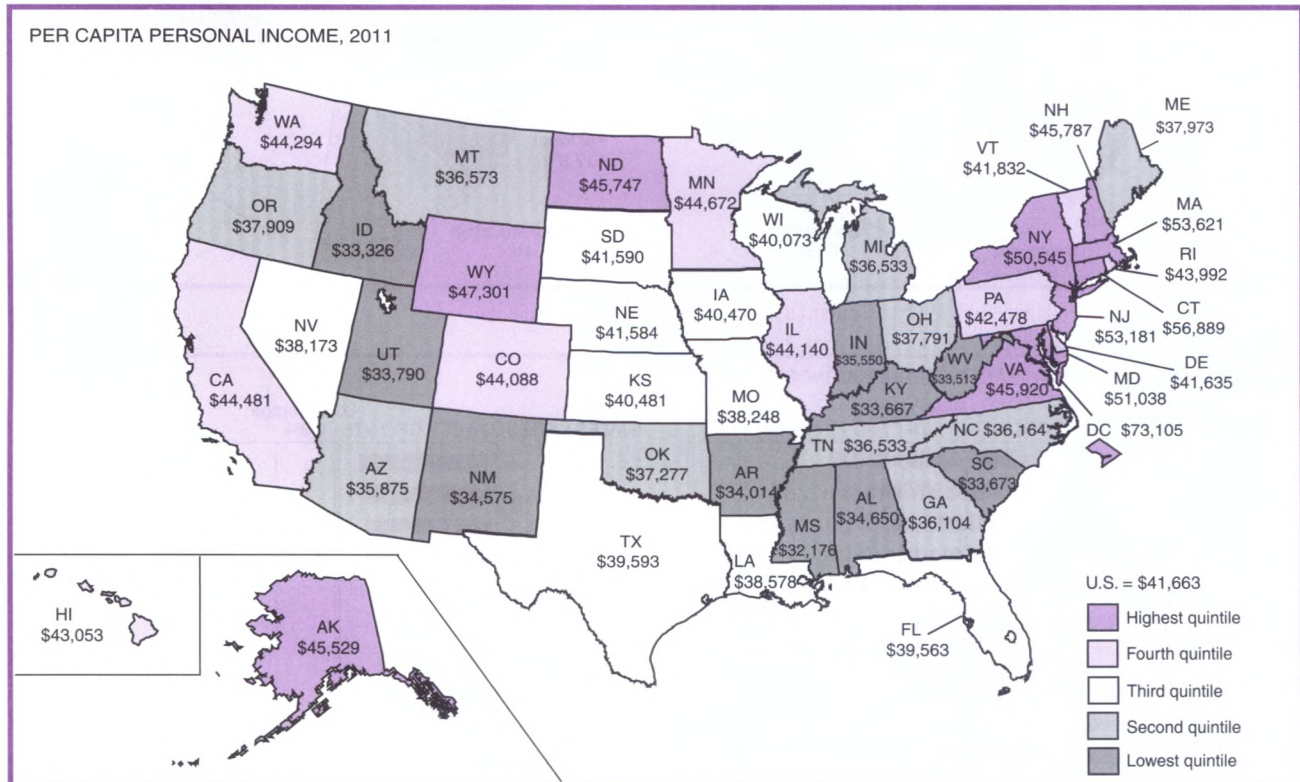 PER CAPITA PERSONAL INCOME, 2011
WA
$44,294
MT
$36,573
ND
$45,747
MN
$44,672
OR
$37,909
ID
$33,326
WY
$47,301
SD
$41,590
WI
$40,073
MI
$36,533
NY
$50,545
VT
$41,832
NH
$45,787
ME
$37,973
MA
$53,621
RI
$43,992
CT
$56,889
NJ
$53,181
DE
$41,635
MD
$51,038
DC $73,105
PA
$42,478
NV
$38,173
UT
$33,790
CO
$44,088
NE
$41,584
IA
$40,470
IL
$44,140
IN
$35,550
OH
$37,791
WV
$33,513
VA
$45,920
CA
$44,481
KS
$40,481
MO
$38,248
KY
$33,667
TN $36,533
NC $36,164
AZ
$35,875
NM
$34,575
OK
$37,277
AR
$34,014
SC
$33,673
MS
$32,176
AL
$34,650
GA
$36,104
TX
$39,593
LA
$38,578
FL
$39,563
HI
$43,053
AK
$45,529
U.S. = $41,663
Highest quintile
Fourth quintile
Third quintile
Second quintile
Lowest quintile